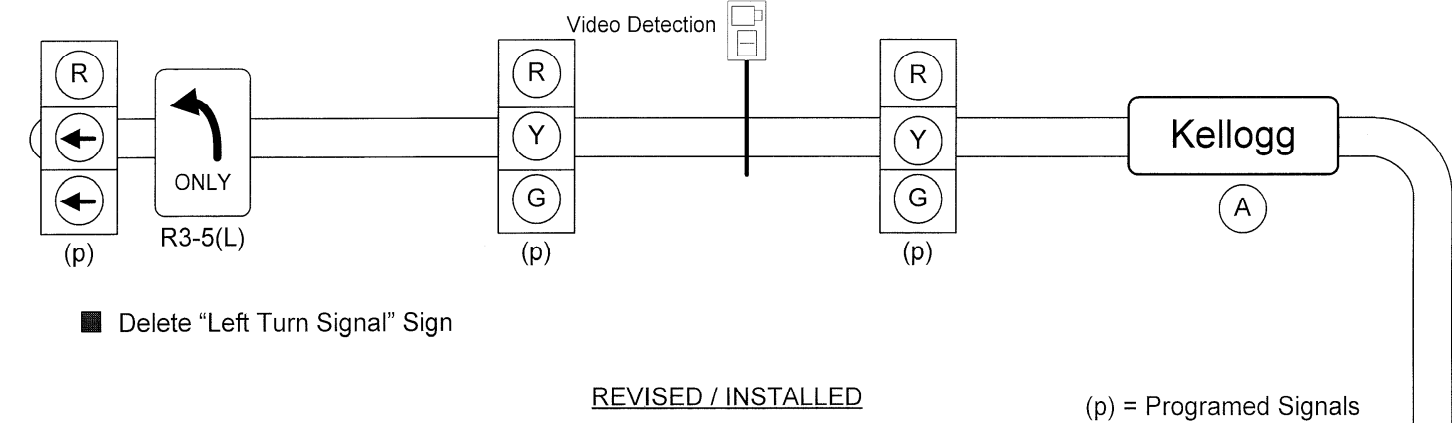 Video Detection
R
R
Y
G
R
Y
G
ONLY
R3-5(L)
Kellogg
A
(p)
(p)
(p)
Delete “Left Turn Signal” Sign
REVISED / INSTALLED
(p) = Programed Signals